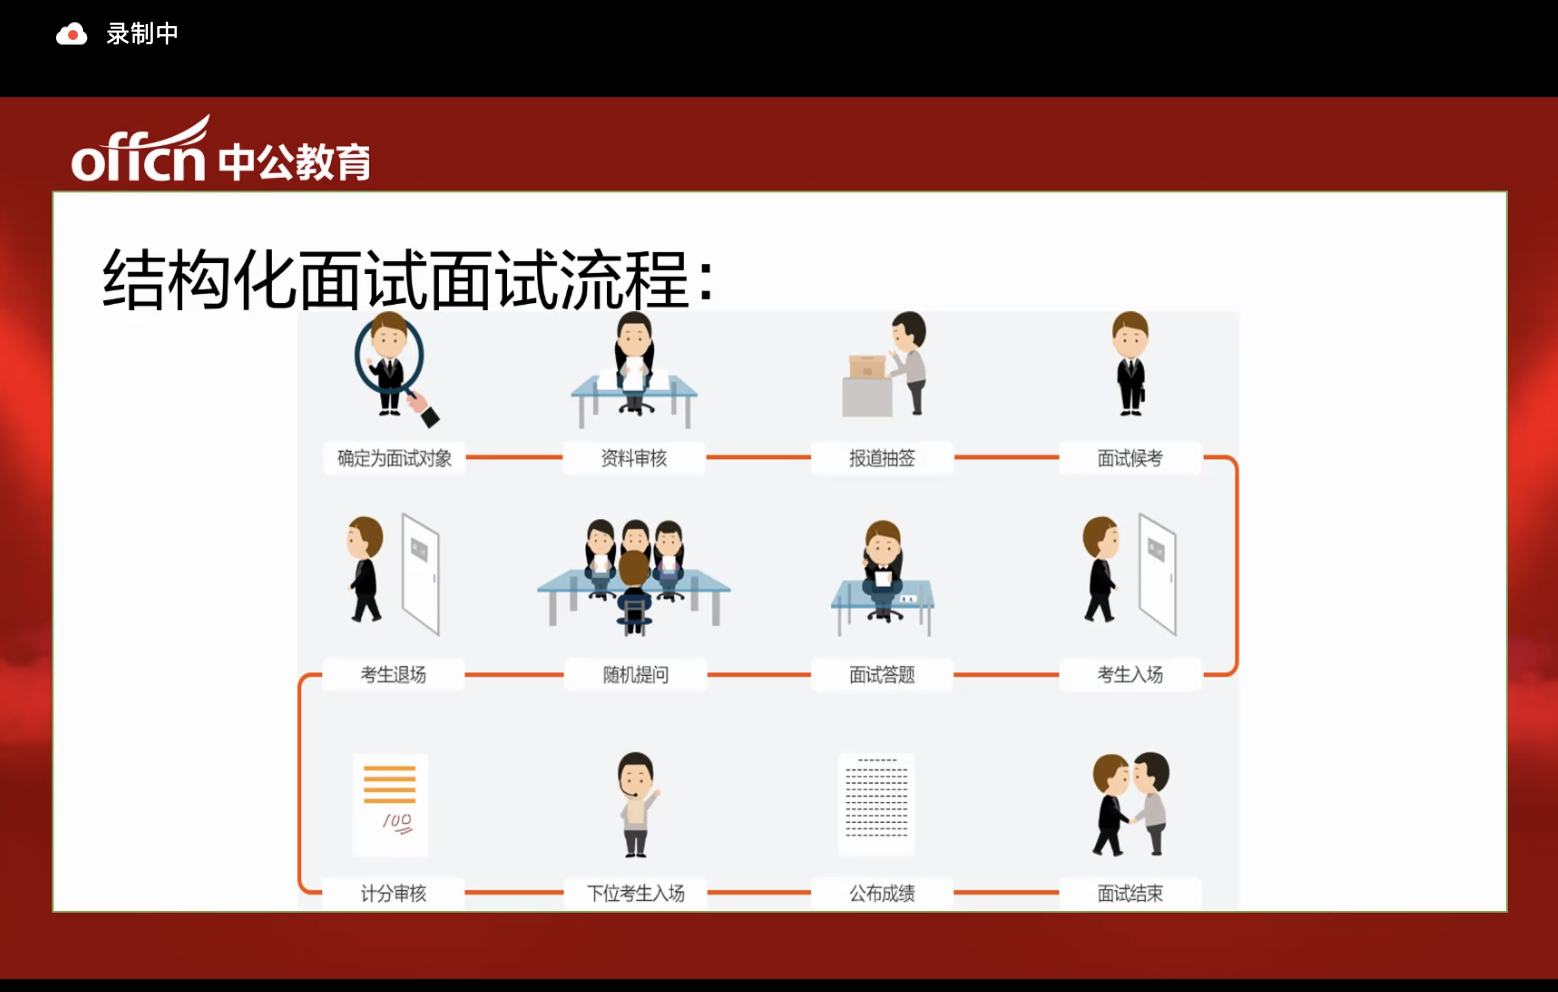 录制中
offcn 中公教育
结构化面试面试流程：
确定为面试对象 资料审核 报道抽签 面试候考
考生退场 随机提问 面试答题 考生入场
100
计分审核 下位考生入场 公布成绩 面试结束